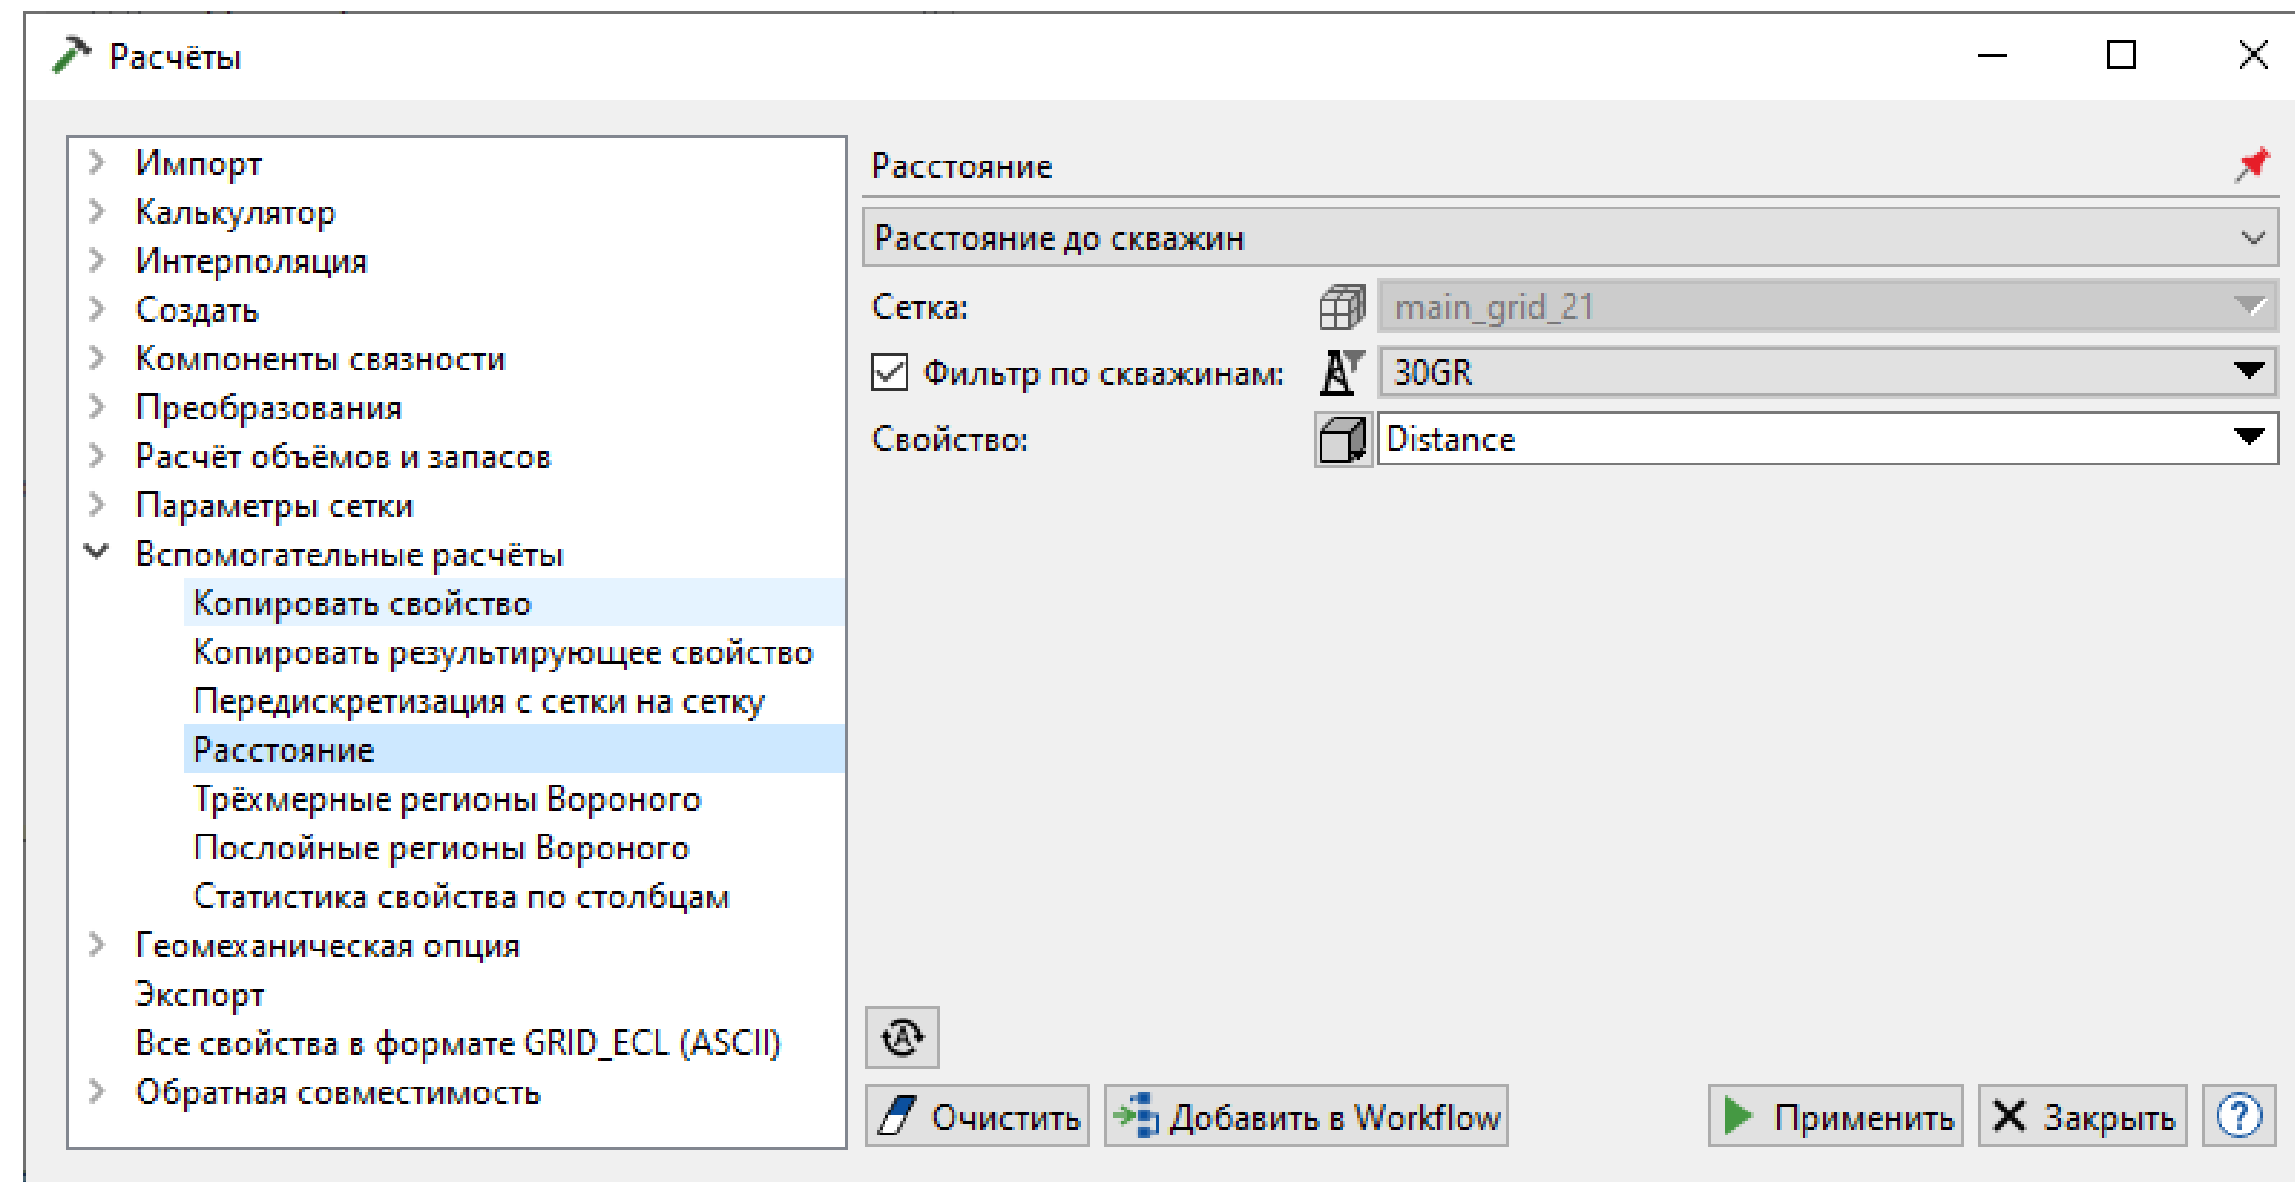 Расчёты
Импорт
Калькулятор
Интерполяция
Создать
Компоненты связности
Преобразования
Расчёт объёмов и запасов
Параметры сетки
Вспомогательные расчёты
Копировать свойство
Копировать результирующее свойство
Передискретизация с сетки на сетку
Расстояние
Трёхмерные регионы Вороного
Послойные регионы Вороного
Статистика свойства по столбцам
Геомеханическая опция
Экспорт
Все свойства в формате GRID_ECL (ASCII)
Обратная совместимость
Расстояние
Расстояние до скважин
Сетка: main_grid_21
Фильтр по скважинам: 30GR
Свойство: Distance
A
Очистить Добавить в Workflow Применить Закрыть ?